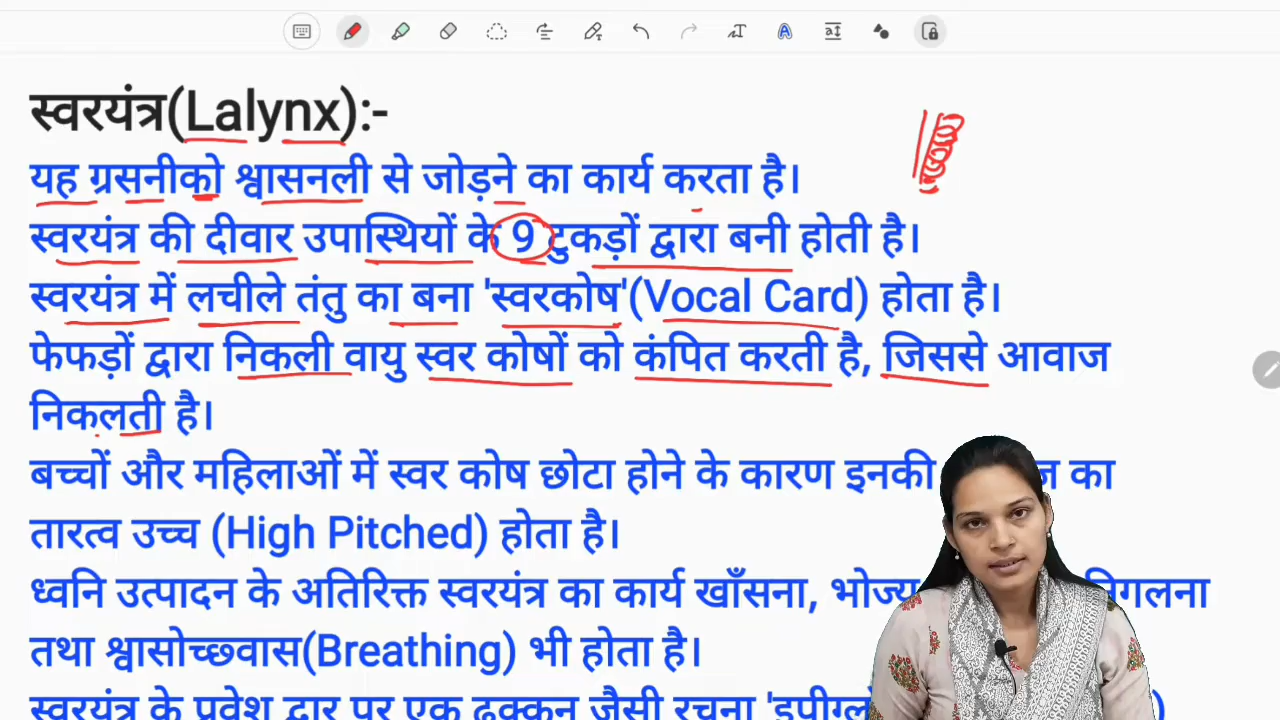 स्वरयंत्र(Lalynx):-
यह ग्रसनीको श्वासनली से जोड़ने का कार्य करता है।
स्वरयंत्र की दीवार उपास्थियों के 9 टुकड़ों द्वारा बनी होती है।
स्वरयंत्र में लचीले तंतु का बना 'स्वरकोष'(Vocal Card) होता है।
फेफड़ों द्वारा निकली वायु स्वर कोषों को कंपित करती है, जिससे आवाज
निकलती है।
बच्चों और महिलाओं में स्वर कोष छोटा होने के कारण इनकी का
तारत्व उच्च (High Pitched) होता है।
ध्वनि उत्पादन के अतिरिक्त स्वरयंत्र का कार्य खाँसना, निगलना
तथा श्वासोच्छवास(Breathing) भी होता है।
स्वरयंत्र के प्रवेश द्वार पर एक ढक्कन जैसी रचना